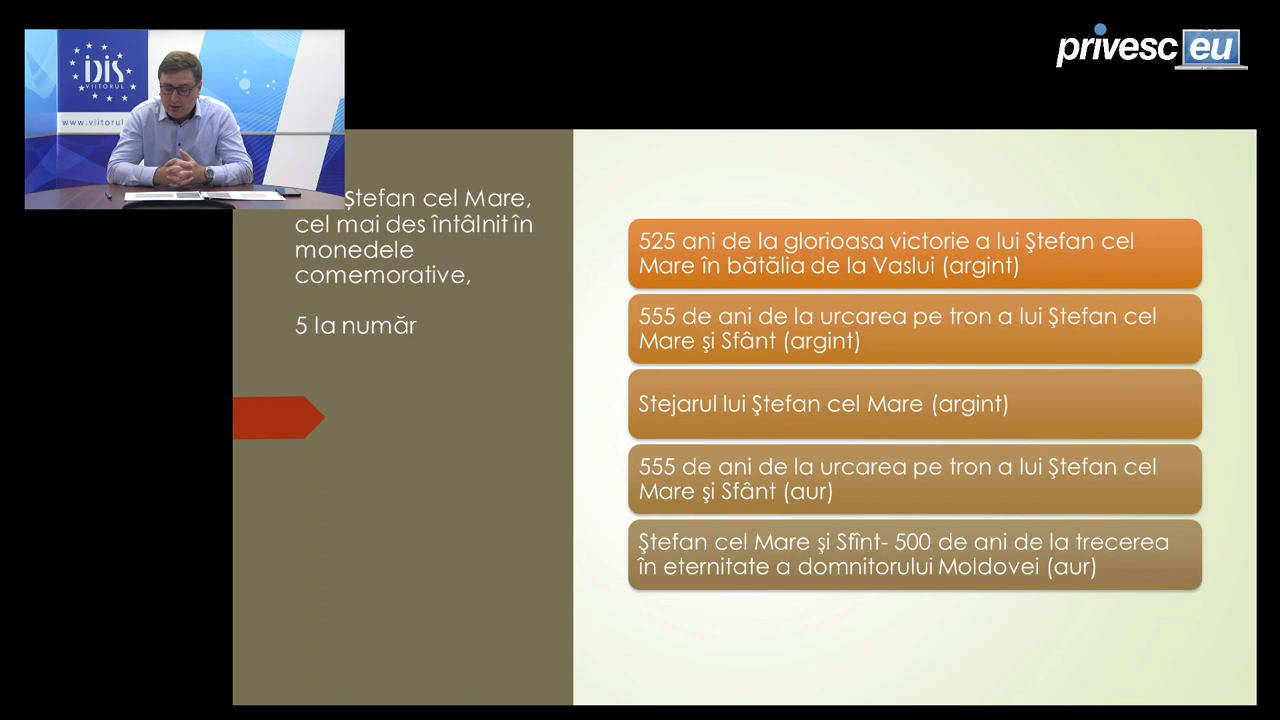 privesc eu
IDIS
VIITORUL
www.viitorul
Ştefan cel Mare,
cel mai des întâlnit în
monedele
comemorative,
5 la număr
525 ani de la glorioasa victorie a lui Ştefan cel
Mare în bătălia de la Vaslui (argint)
555 de ani de la urcarea pe tron a lui Ştefan cel
Mare şi Sfânt (argint)
Stejarul lui Ştefan cel Mare (argint)
555 de ani de la urcarea pe tron a lui Ştefan cel
Mare şi Sfânt (aur)
Ştefan cel Mare şi Sfînt- 500 de ani de la trecerea
în eternitate a domnitorului Moldovei (aur)